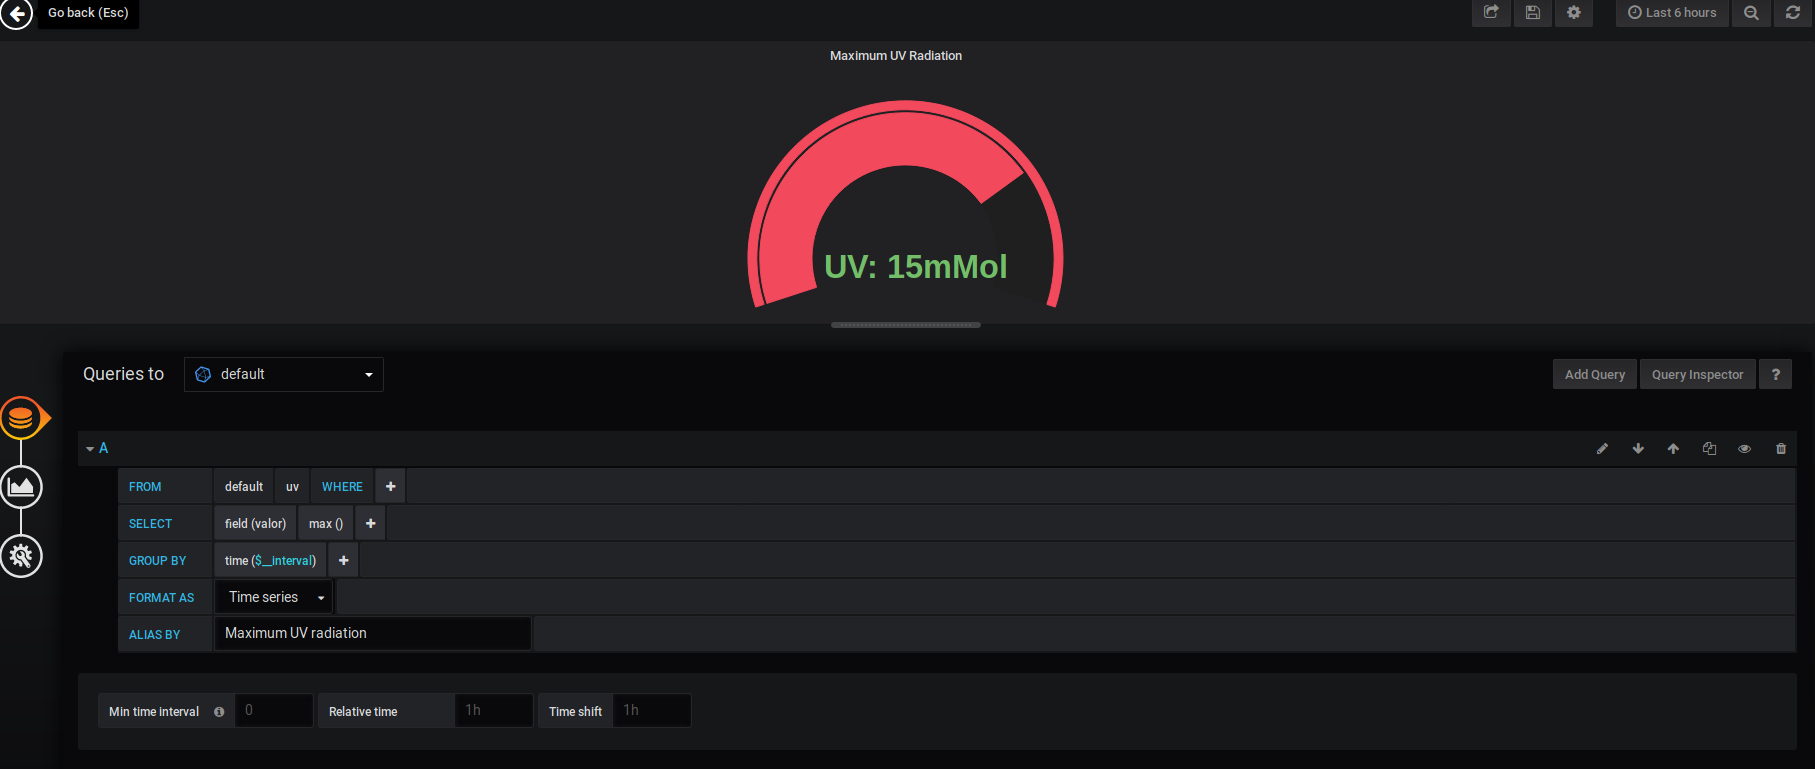 Go back (Esc)
Last 6 hours
Maximum UV Radiation
UV: 15mMol
Queries to default
Add Query Query Inspector ?
A
FROM default uv WHERE +
SELECT field (valor) max () +
GROUP BY time ($__interval) +
FORMAT AS Time series
ALIAS BY Maximum UV radiation
Min time interval 0 Relative time 1h Time shift 1h